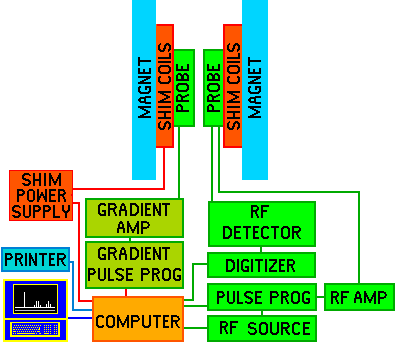 MAGNET
SHIM COILS
PROBE
PROBE
SHIM COILS
MAGNET
SHIM
POWER
SUPPLY
GRADIENT
AMP
RF
DETECTOR
PRINTER
GRADIENT
PULSE PROG
DIGITIZER
COMPUTER
PULSE PROG
RF AMP
RF SOURCE